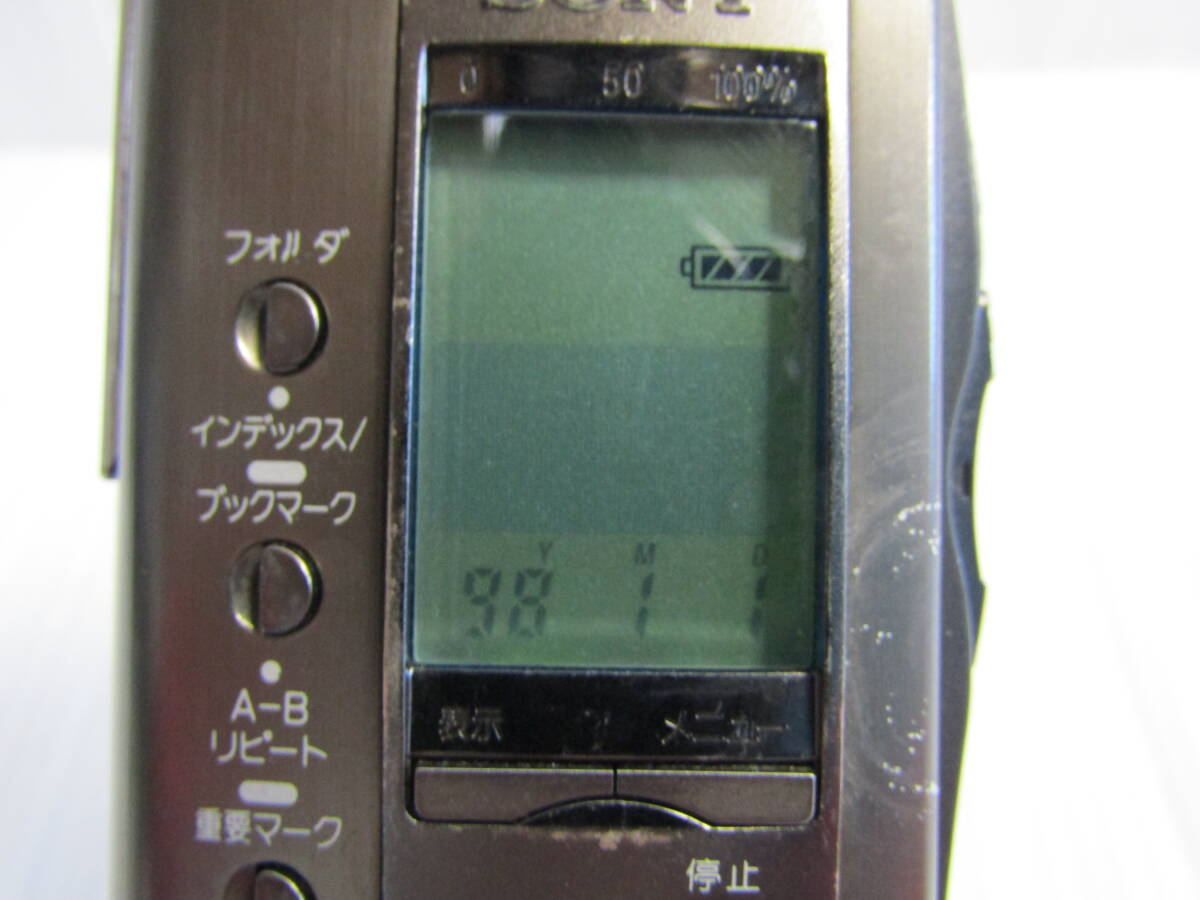 SONY
0 50 100%
フォルダ
インデックス/
ブックマーク
Y M D
98 1 1
A-B
リピート
表示 メニュー
重要マーク
停止